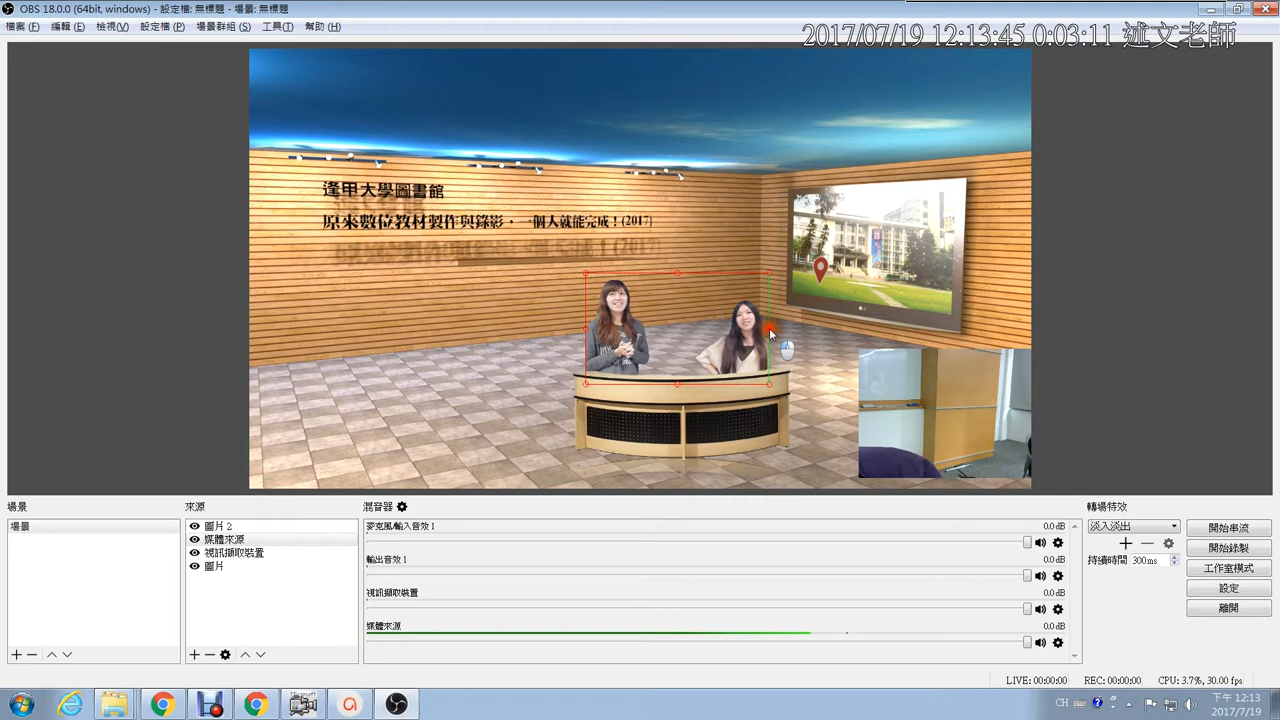 OBS 18.0.0 (64bit, windows) - 設定檔: 無標題 - 場景: 無標題
檔案 (F) 編輯 (E) 檢視(V) 設定檔 (P) 場景群組 (S) 工具(T) 幫助 (H)
2017/07/19 12:13:45 0:03:11 述文老師
逢甲大學圖書館
原來數位教材製作與錄影，一個人就能完成！(2017)
場景
場景
來源
圖片 2
媒體來源
視訊擷取裝置
圖片
混音器
麥克風/輸入音效 1 0.0 dB
輸出音效 1 0.0 dB
視訊擷取裝置 0.0 dB
媒體來源 0.0 dB
轉場特效
淡入淡出
持續時間 300ms
開始串流
開始錄製
工作室模式
設定
離開
LIVE: 00:00:00 REC: 00:00:00 CPU: 3.7%, 30.00 fps
CH
下午 12:13
2017/7/19